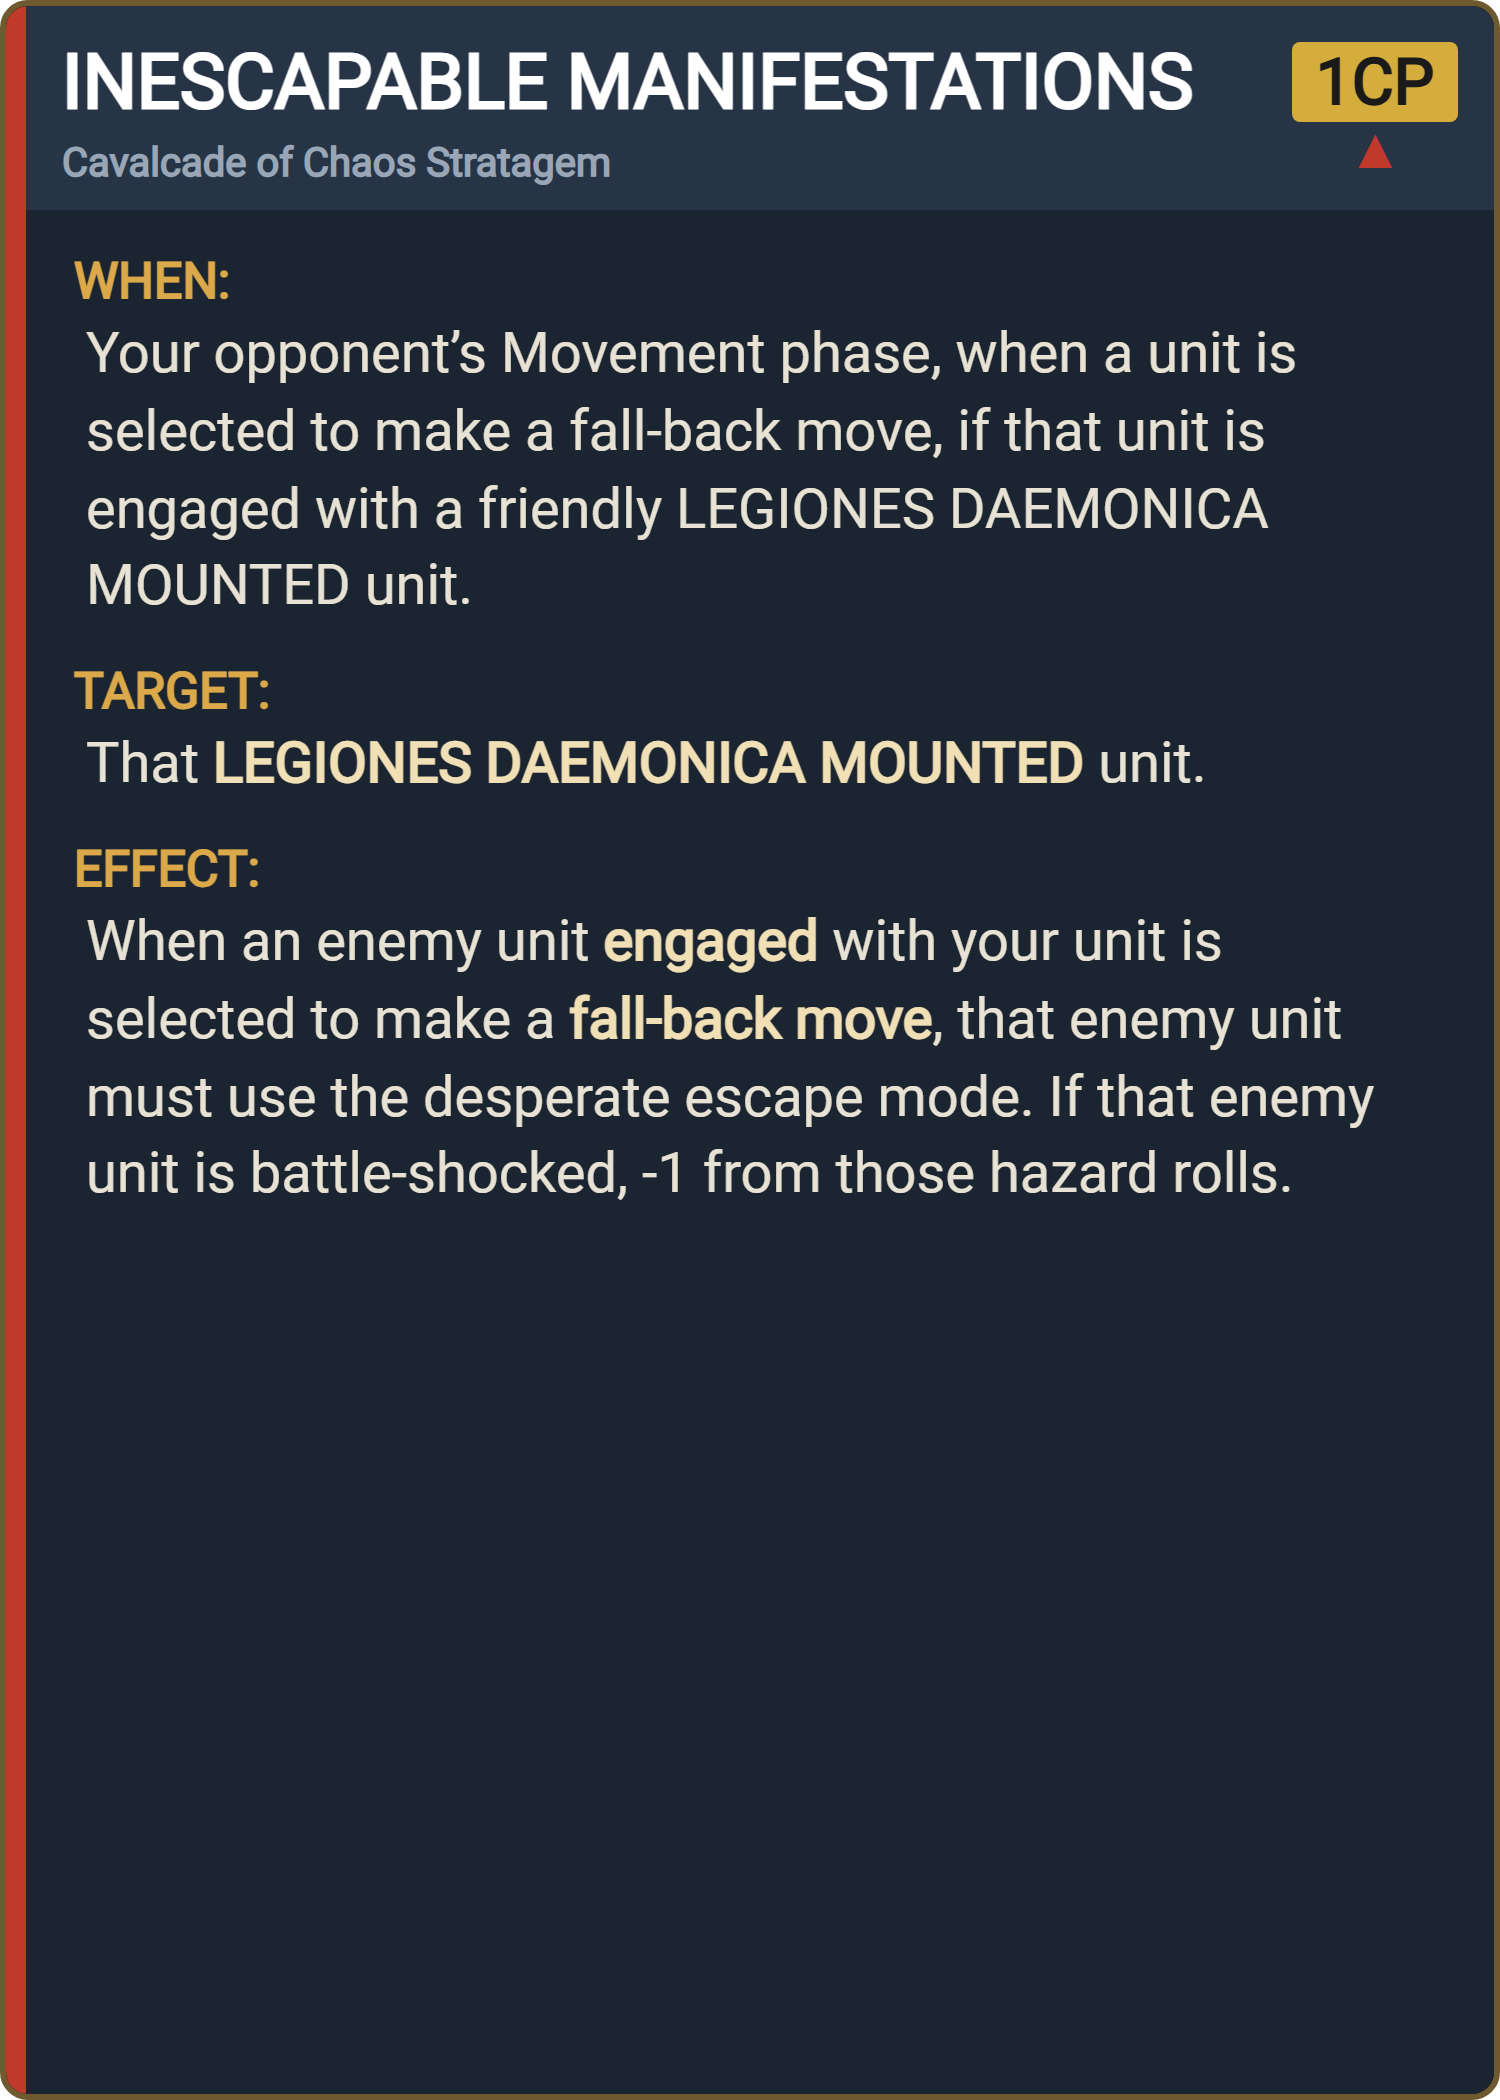 INESCAPABLE MANIFESTATIONS
1CP
Cavalcade of Chaos Stratagem
WHEN:
Your opponent’s Movement phase, when a unit is
selected to make a fall-back move, if that unit is
engaged with a friendly LEGIONES DAEMONICA
MOUNTED unit.
TARGET:
That LEGIONES DAEMONICA MOUNTED unit.
EFFECT:
When an enemy unit engaged with your unit is
selected to make a fall-back move, that enemy unit
must use the desperate escape mode. If that enemy
unit is battle-shocked, -1 from those hazard rolls.